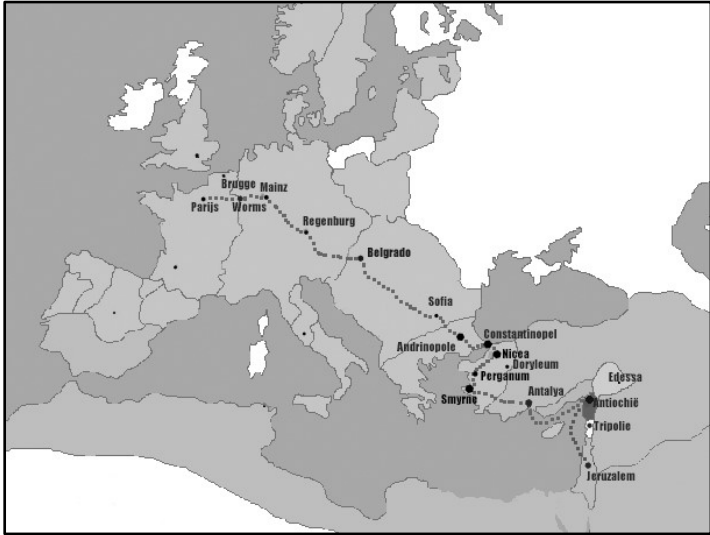 Brugge
Mainz
Parijs
Worms
Regenburg
Belgrado
Sofia
Constantinopel
Andrinopole
Nicea
Doryleum
Perganum
Edessa
Smyrne
Antalya
Antiochië
Tripolie
Jeruzalem